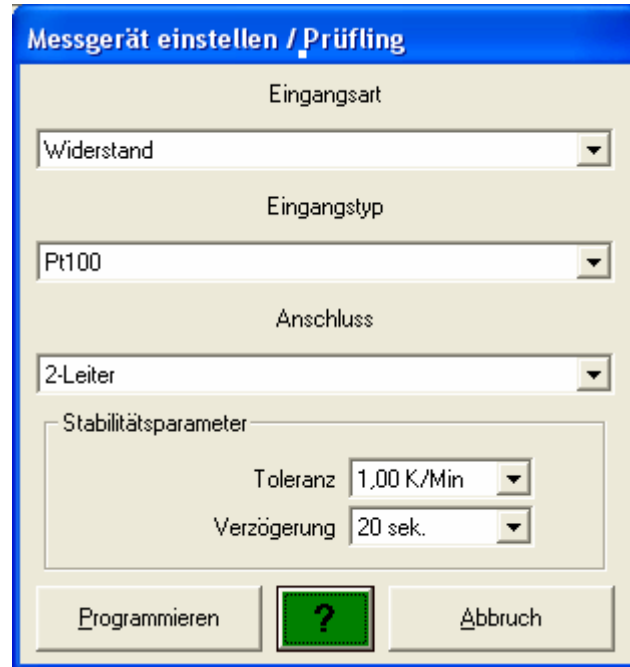 Messgerät einstellen / Prüfling
Eingangsart
Widerstand
Eingangstyp
Pt100
Anschluss
2-Leiter
Stabilitätsparameter
Toleranz 1,00 K/Min
Verzögerung 20 sek.
Programmieren ? Abbruch